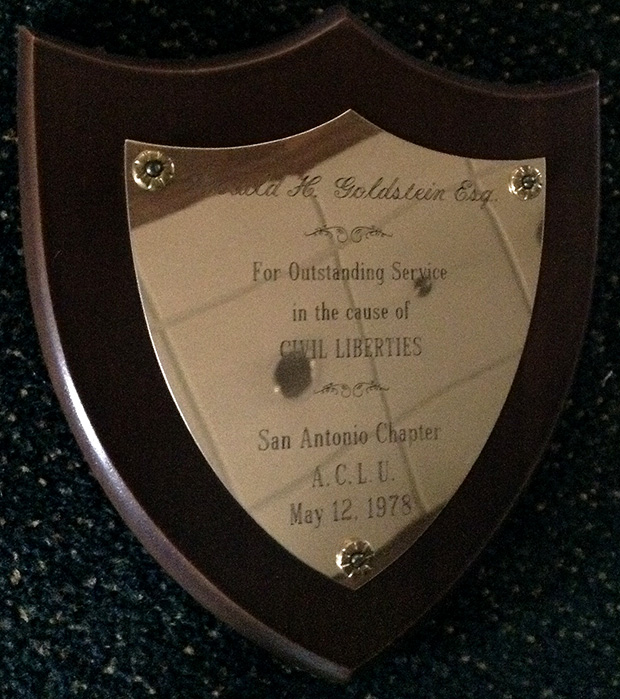 H. Goldstein Esq.
For Outstanding Service
in the cause of
CIVIL LIBERTIES
San Antonio Chapter
A.C.L.U.
May 12, 1978